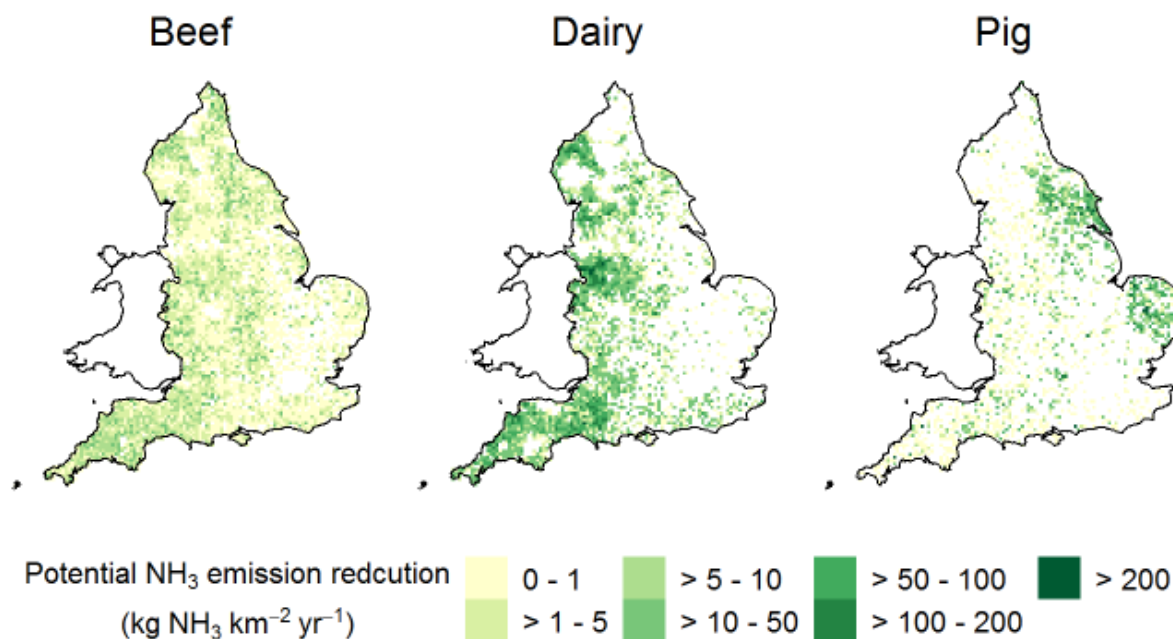 Beef Dairy Pig
Potential NH₃ emission redcution
(kg NH₃ km⁻² yr⁻¹)
0 - 1 > 5 - 10 > 50 - 100 > 200
> 1 - 5 > 10 - 50 > 100 - 200